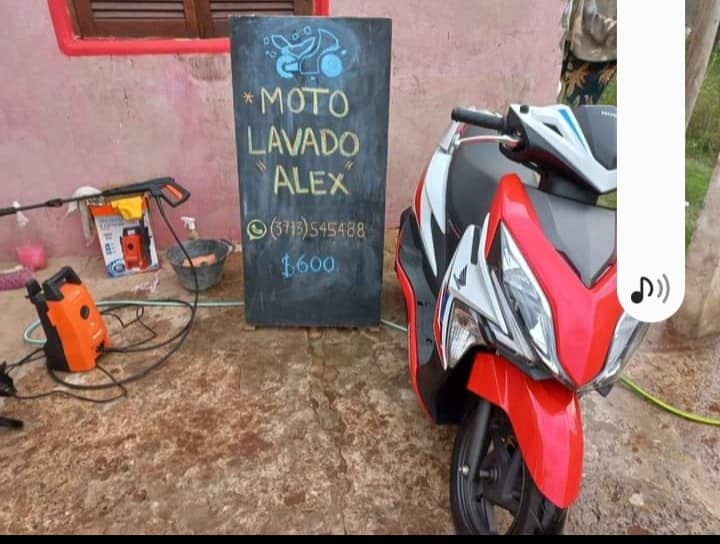 *MOTO
LAVADO
"ALEX"
(3713)545488
$600